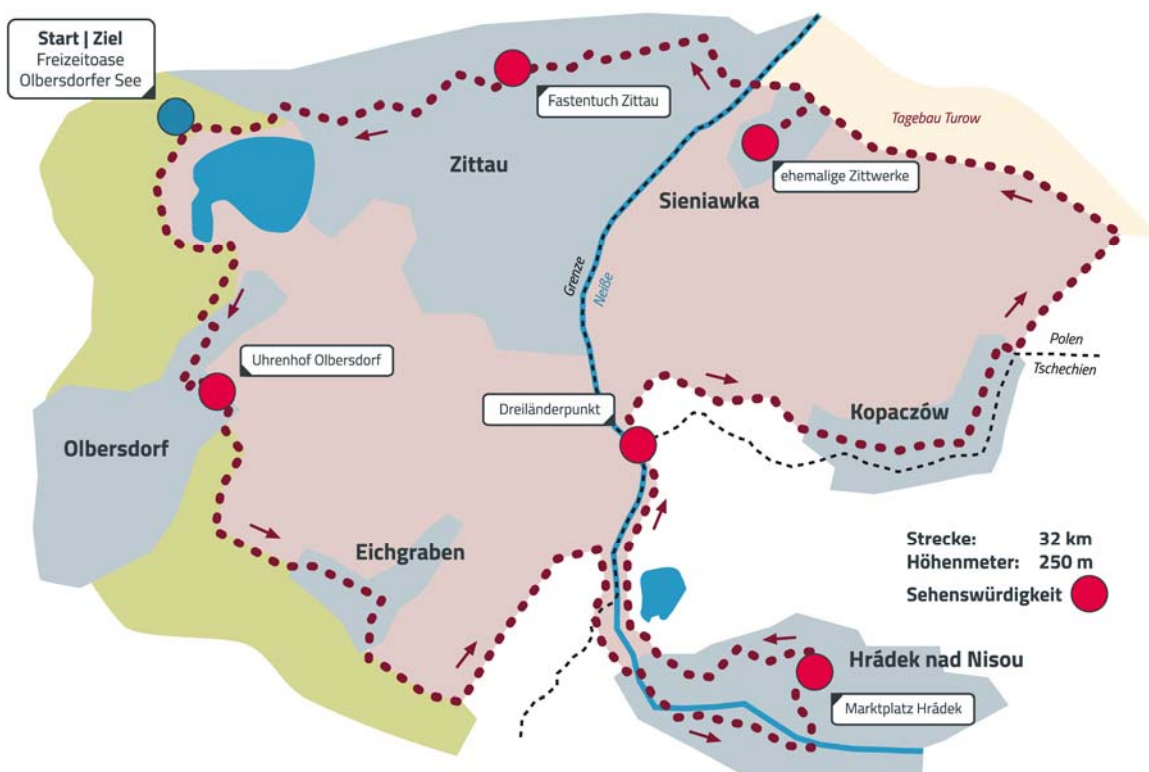 Start | Ziel
Freizeitoase
Olbersdorfer See
Fastentuch Zittau
Tagebau Turow
Zittau
ehemalige Zittwerke
Sieniawka
Grenze
Neiße
Uhrenhof Olbersdorf
Polen
Tschechien
Dreiländerpunkt
Kopaczów
Olbersdorf
Eichgraben
Strecke: 32 km
Höhenmeter: 250 m
Sehenswürdigkeit
Hrádek nad Nisou
Marktplatz Hrádek